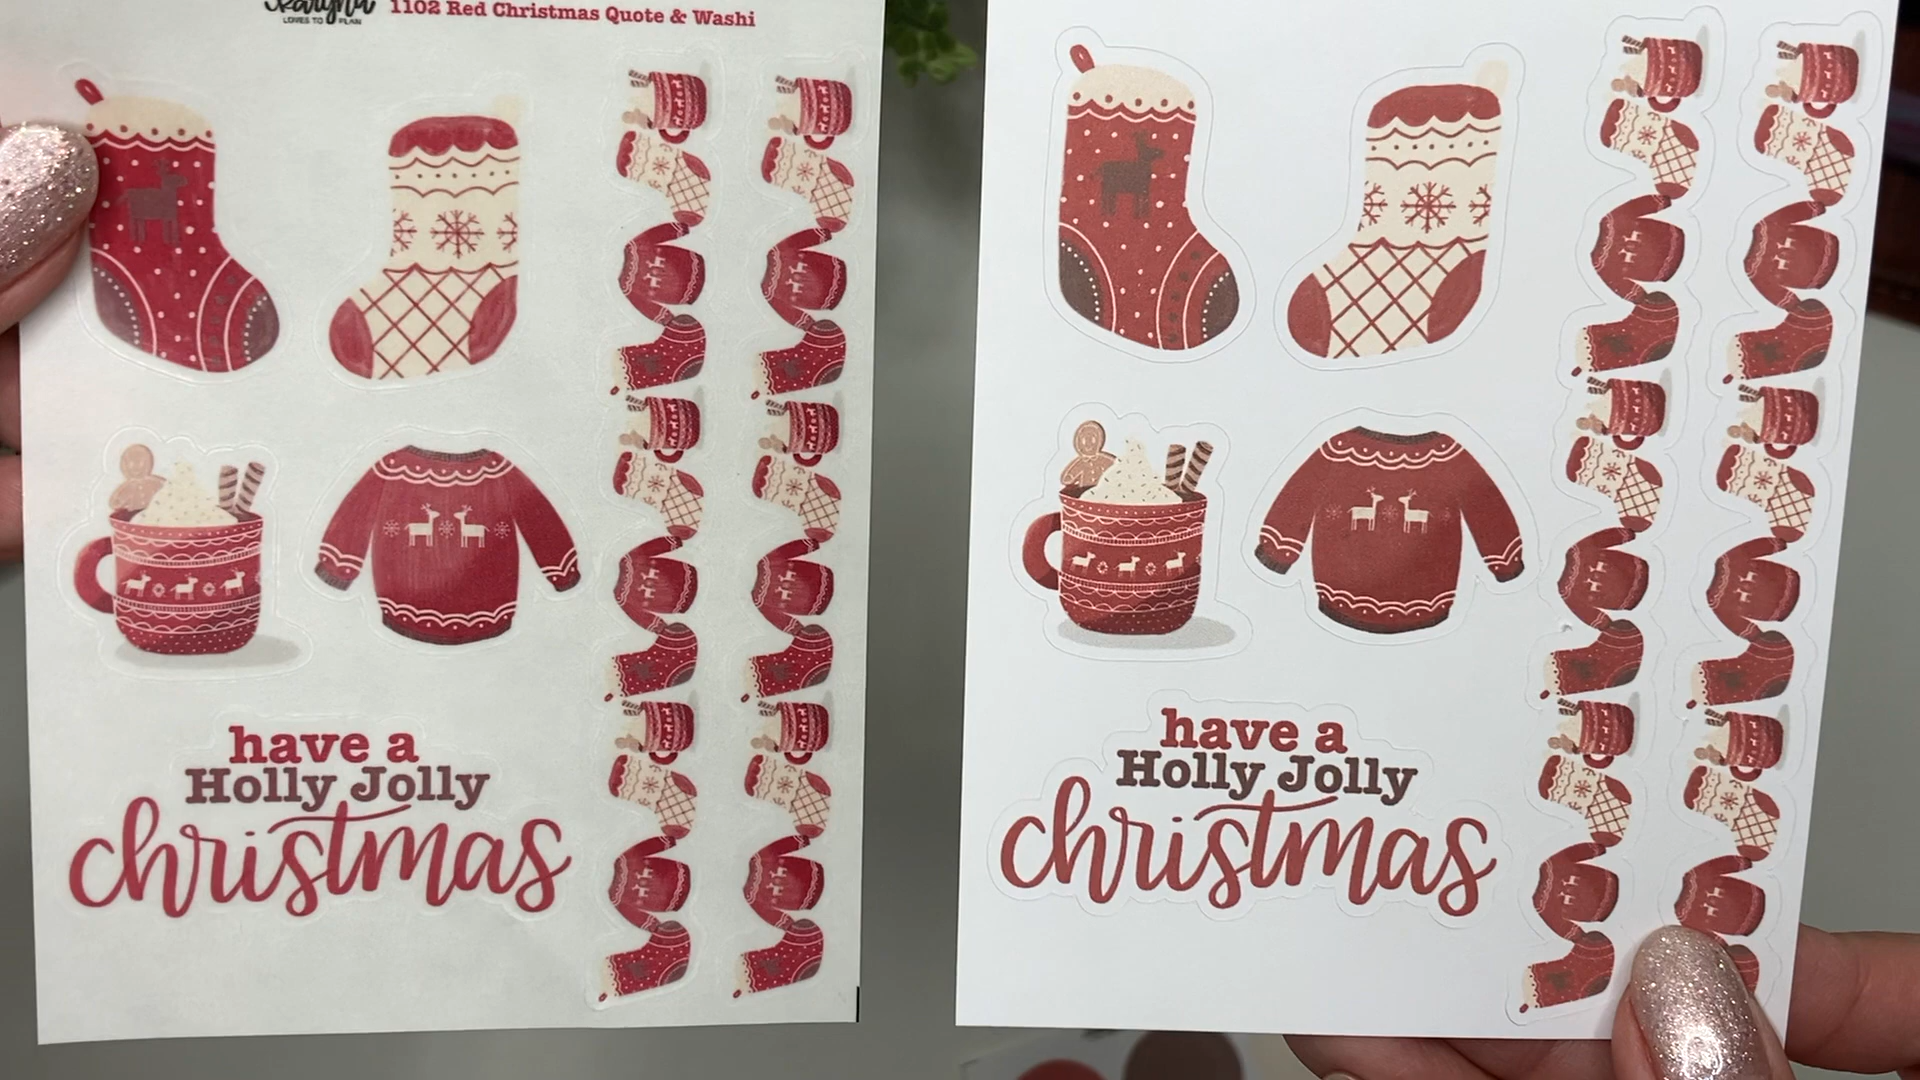 LOVES TO PLAN
1102 Red Christmas Quote & Washi
have a
Holly Jolly
christmas
have a
Holly Jolly
christmas